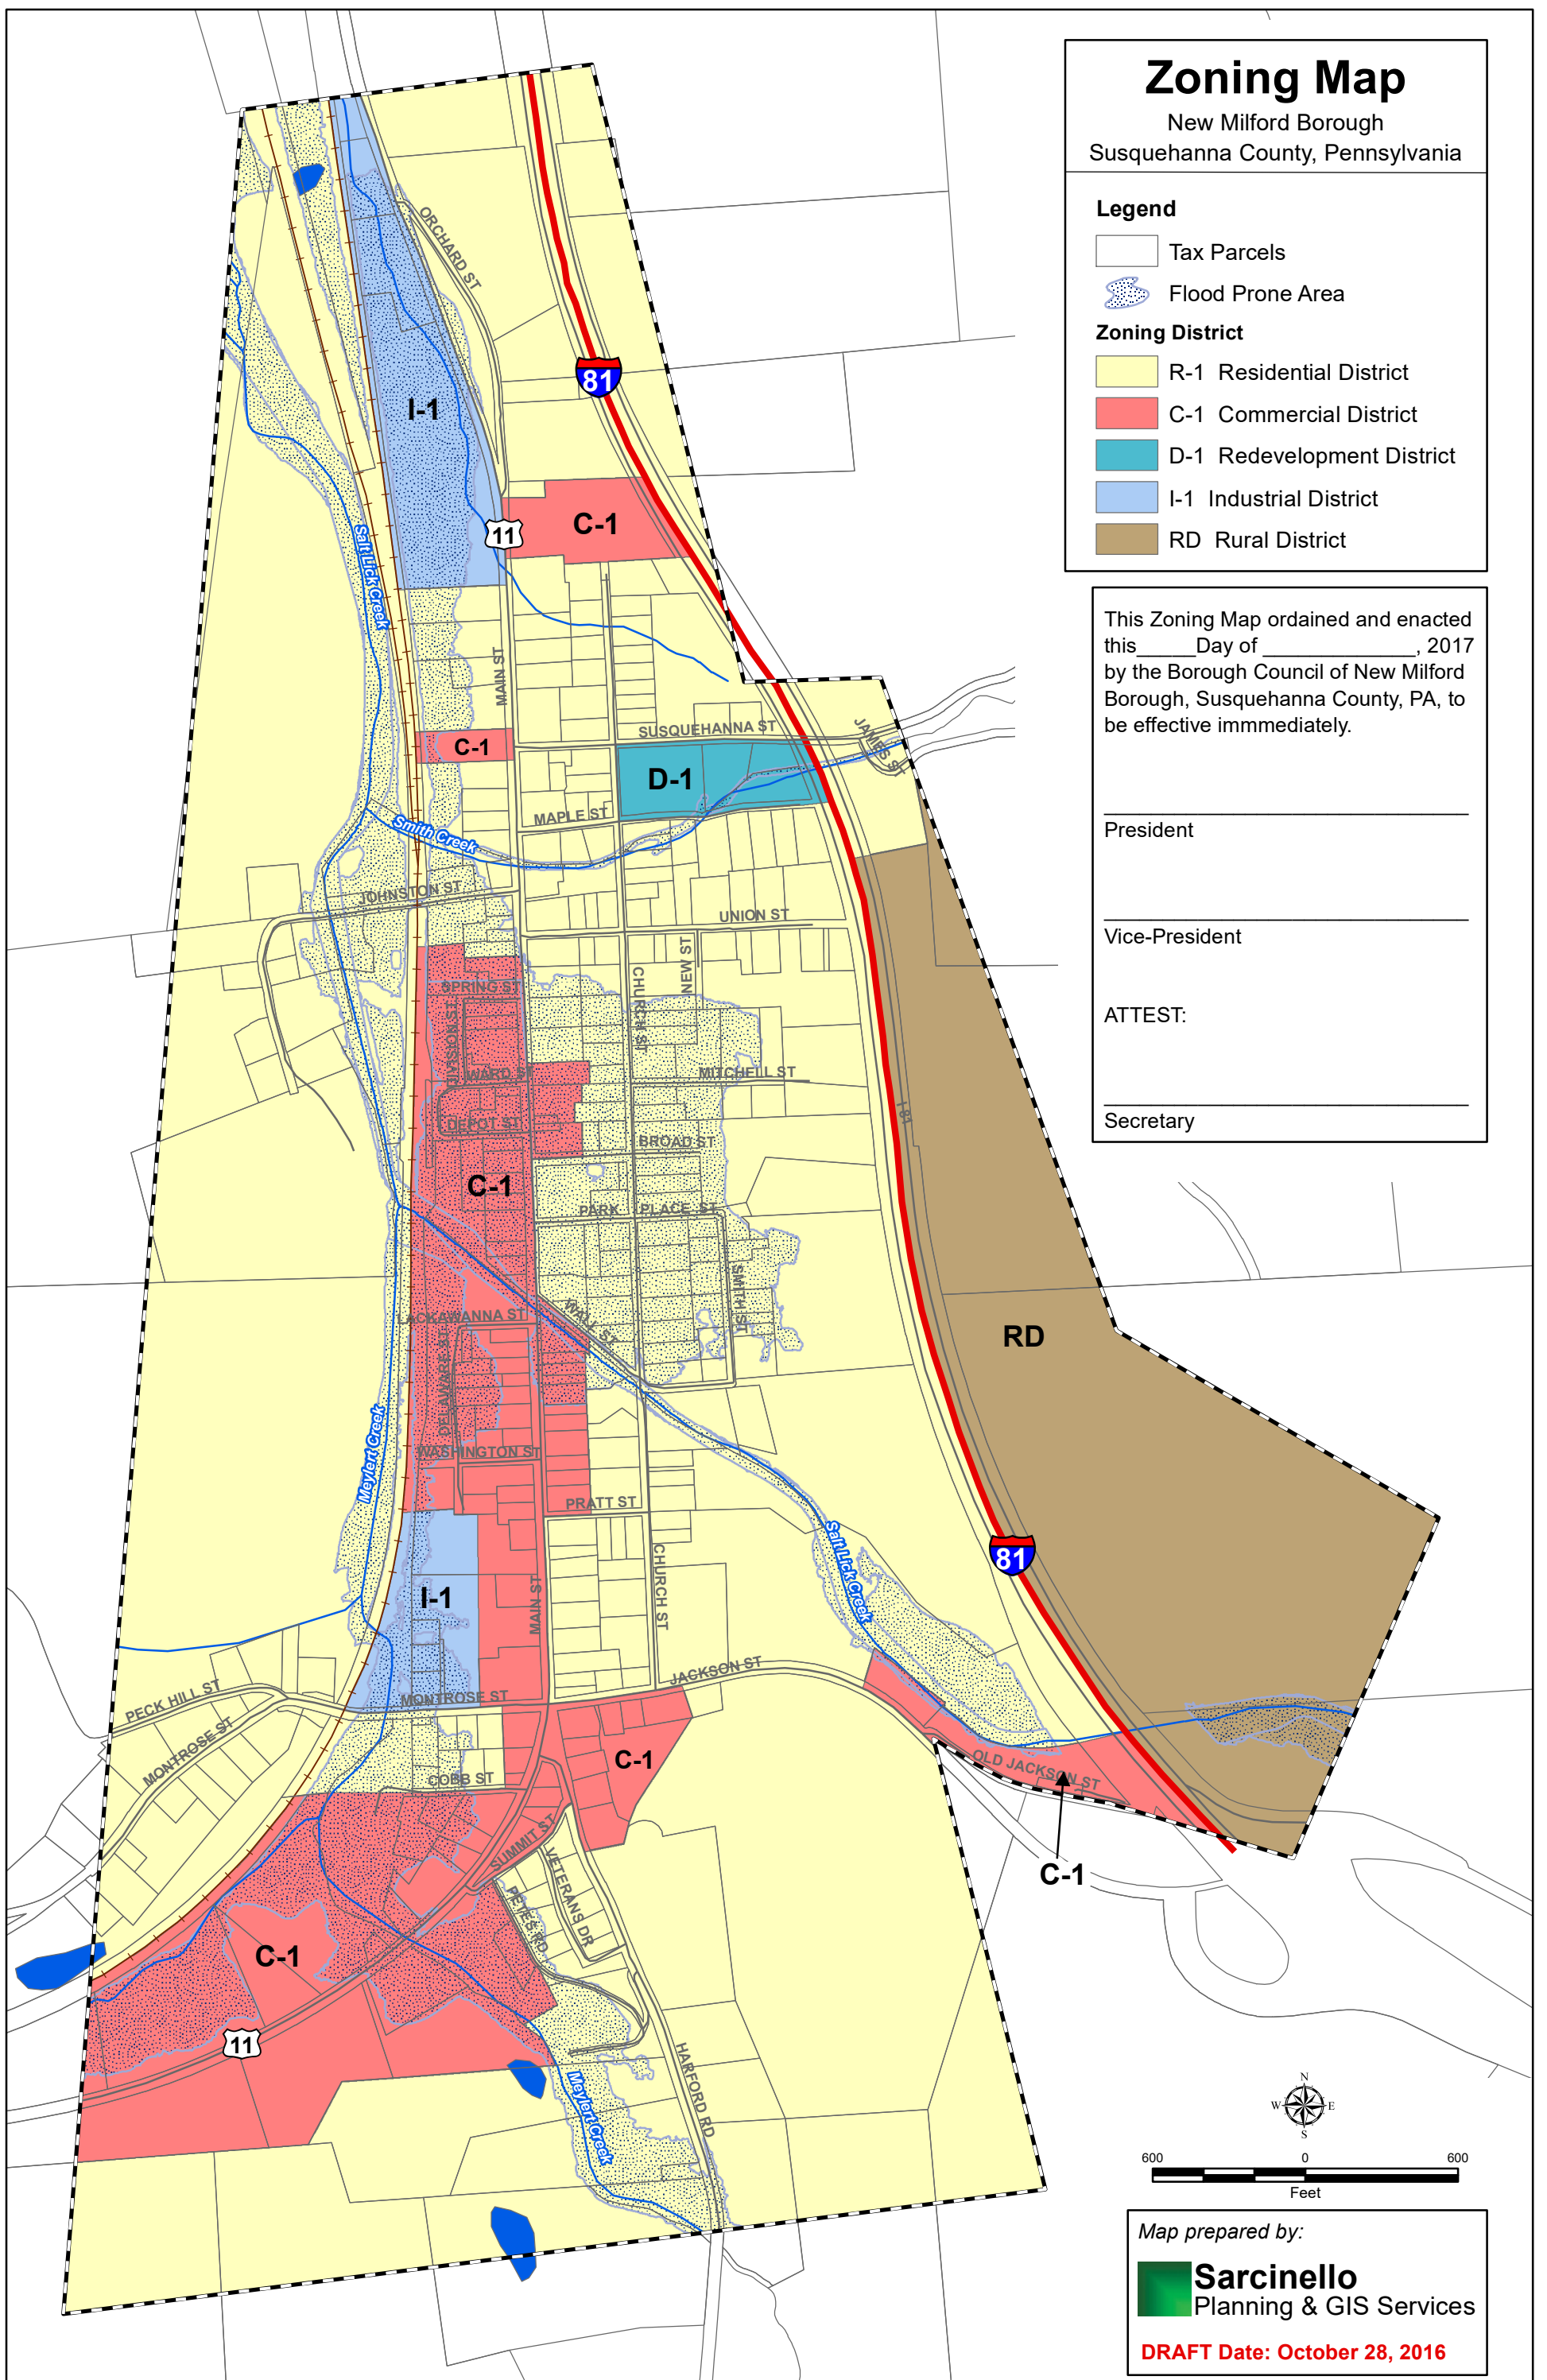 Zoning Map
New Milford Borough
Susquehanna County, Pennsylvania
Legend
Tax Parcels
Flood Prone Area
Zoning District
R-1 Residential District
C-1 Commercial District
D-1 Redevelopment District
I-1 Industrial District
RD Rural District
This Zoning Map ordained and enacted
this_____Day of _____________, 2017
by the Borough Council of New Milford
Borough, Susquehanna County, PA, to
be effective immmediately.
President
Vice-President
ATTEST:
Secretary
ORCHARD ST
81
I-1
11
C-1
Salt Lick Creek
MAIN ST
SUSQUEHANNA ST
JAMES ST
C-1
D-1
MAPLE ST
Smith Creek
JOHNSTON ST
UNION ST
NEW ST
CHURCH ST
SPRING ST
DIVISION ST
WARD ST
MITCHELL ST
I 81
DEPOT ST
BROAD ST
C-1
PARK PLACE ST
SMITH ST
WALL ST
LACKAWANNA ST
DELAWARE ST
RD
Meylert Creek
WASHINGTON ST
PRATT ST
81
Salt Lick Creek
CHURCH ST
MAIN ST
I-1
JACKSON ST
MONTROSE ST
PECK HILL ST
MONTROSE ST
C-1
COBB ST
OLD JACKSON ST
C-1
SUMMIT ST
VETERANS DR
PETES RD
C-1
11
HARFORD RD
Meylert Creek
N
W E
S
600 0 600
Feet
Map prepared by:
Sarcinello
Planning & GIS Services
DRAFT Date: October 28, 2016